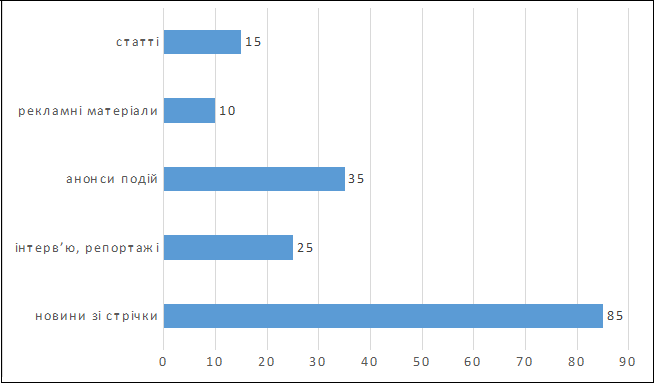 статті 15
рекламні матеріали 10
анонси подій 35
інтерв’ю, репортажі 25
новини зі стрічки 85
0 10 20 30 40 50 60 70 80 90